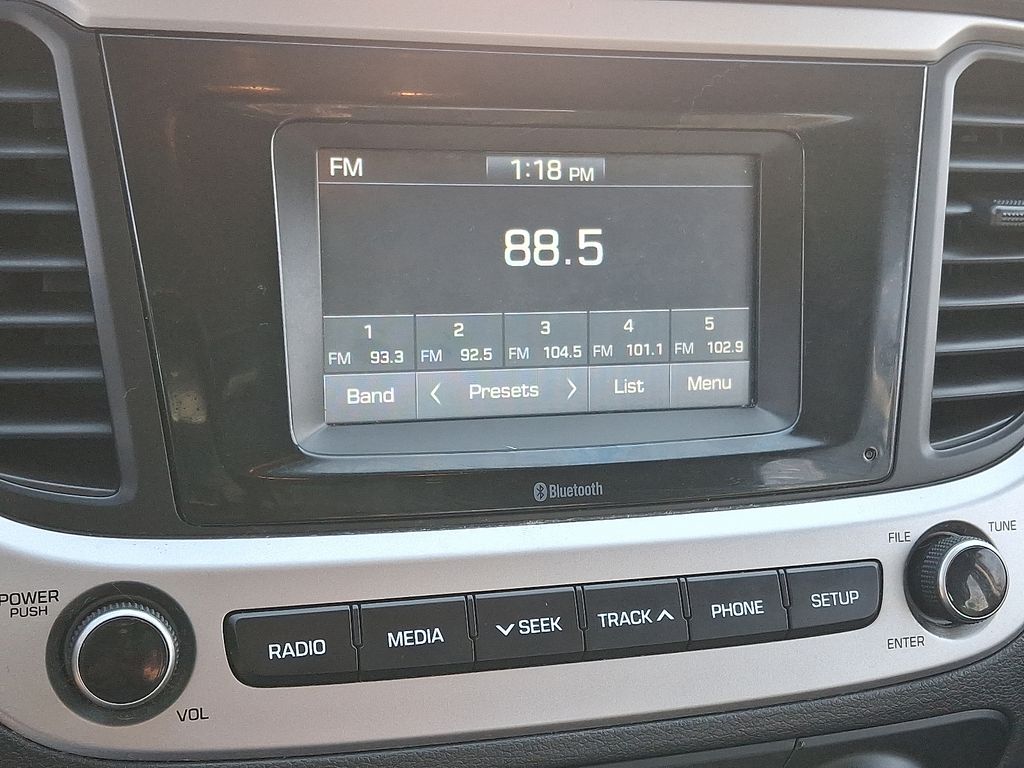 FM 1:18 PM
88.5
1 2 3 4 5
FM 93.3 FM 92.5 FM 104.5 FM 101.1 FM 102.9
Band < Presets > List Menu
Bluetooth
POWER
PUSH
VOL
RADIO MEDIA SEEK TRACK PHONE SETUP
FILE TUNE
ENTER